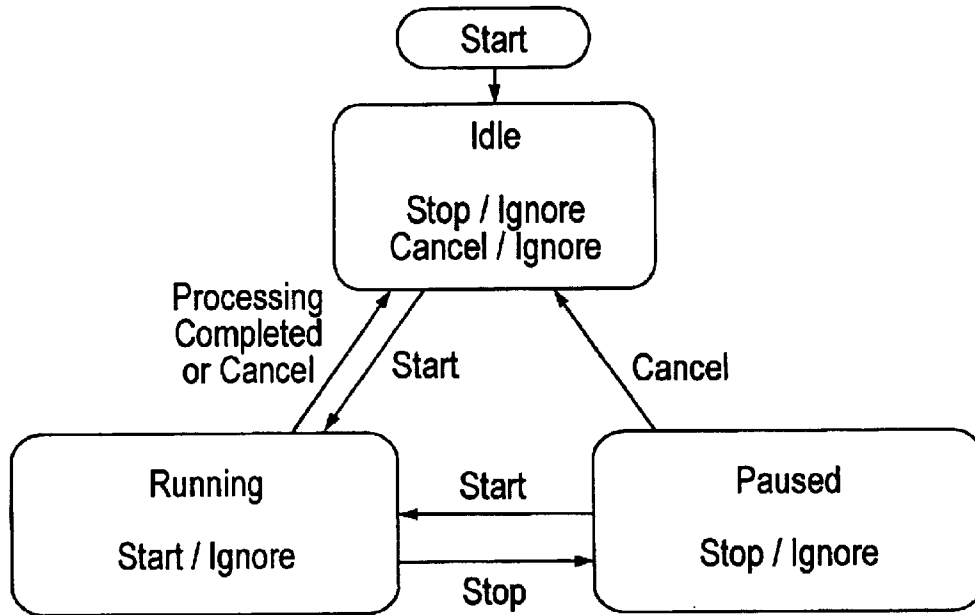 Start
Idle
Stop / Ignore
Cancel / Ignore
Processing
Completed
or Cancel
Start
Cancel
Running
Start / Ignore
Start
Stop
Paused
Stop / Ignore